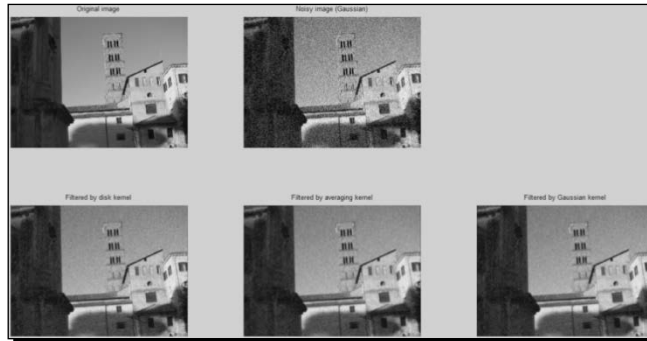 Original image
Noisy image (Gaussian)
Filtered by disk kernel
Filtered by averaging kernel
Filtered by Gaussian kernel